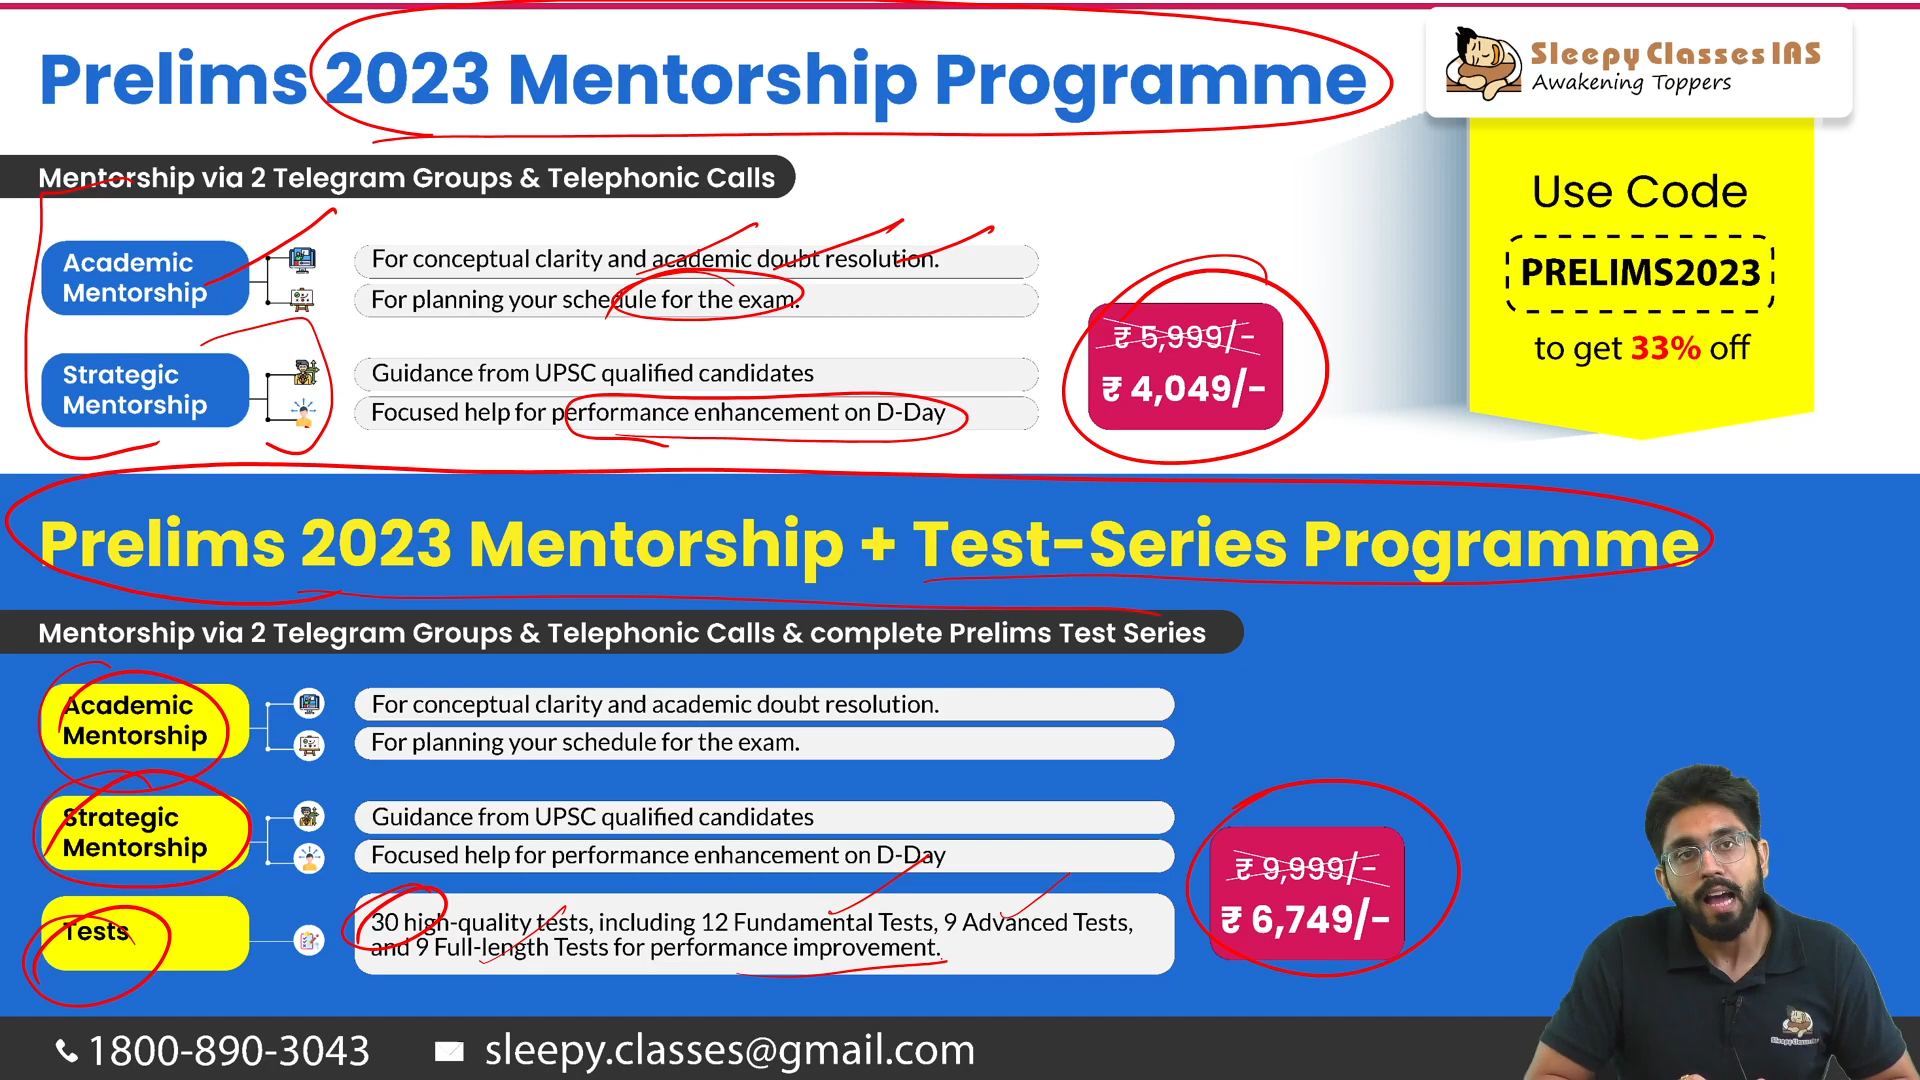 Prelims 2023 Mentorship Programme
Sleepy Classes IAS
Awakening Toppers
Mentorship via 2 Telegram Groups & Telephonic Calls
Academic
Mentorship
For conceptual clarity and academic doubt resolution.
For planning your schedule for the exam.
Strategic
Mentorship
Guidance from UPSC qualified candidates
Focused help for performance enhancement on D-Day
₹ 5,999/-
₹ 4,049/-
Use Code
PRELIMS2023
to get 33% off
Prelims 2023 Mentorship + Test-Series Programme
Mentorship via 2 Telegram Groups & Telephonic Calls & complete Prelims Test Series
Academic
Mentorship
For conceptual clarity and academic doubt resolution.
For planning your schedule for the exam.
Strategic
Mentorship
Guidance from UPSC qualified candidates
Focused help for performance enhancement on D-Day
Tests
30 high-quality tests, including 12 Fundamental Tests, 9 Advanced Tests,
and 9 Full-length Tests for performance improvement.
₹ 9,999/-
₹ 6,749/-
1800-890-3043
sleepy.classes@gmail.com